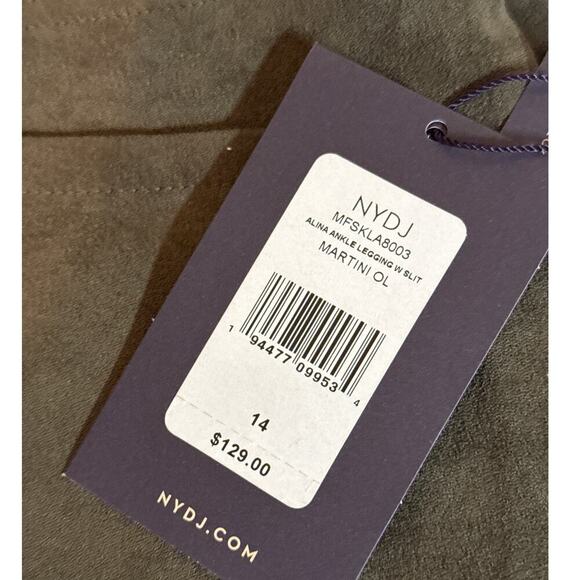 NYDJ
MFSKLA8003
ALINA ANKLE LEGGING W SLIT
MARTINI OL
1 94477 09953 4
14
$129.00
NYDJ.COM